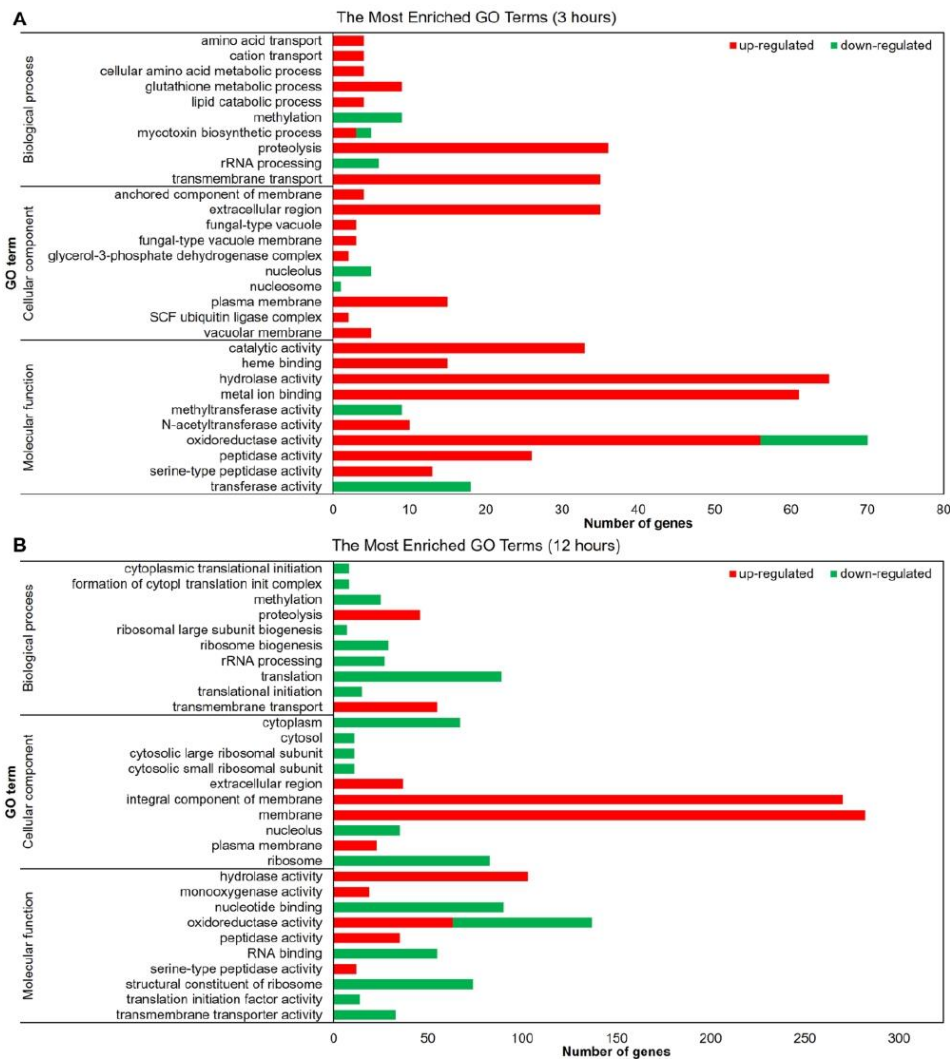 A
The Most Enriched GO Terms (3 hours)
up-regulated down-regulated
GO term
Biological process
amino acid transport
cation transport
cellular amino acid metabolic process
glutathione metabolic process
lipid catabolic process
methylation
mycotoxin biosynthetic process
proteolysis
rRNA processing
transmembrane transport
Cellular component
anchored component of membrane
extracellular region
fungal-type vacuole
fungal-type vacuole membrane
glycerol-3-phosphate dehydrogenase complex
nucleolus
nucleosome
plasma membrane
SCF ubiquitin ligase complex
vacuolar membrane
Molecular function
catalytic activity
heme binding
hydrolase activity
metal ion binding
methyltransferase activity
N-acetyltransferase activity
oxidoreductase activity
peptidase activity
serine-type peptidase activity
transferase activity
0 10 20 30 40 50 60 70 80
Number of genes
B
The Most Enriched GO Terms (12 hours)
up-regulated down-regulated
GO term
Biological process
cytoplasmic translational initiation
formation of cytopl translation init complex
methylation
proteolysis
ribosomal large subunit biogenesis
ribosome biogenesis
rRNA processing
translation
translational initiation
transmembrane transport
Cellular component
cytoplasm
cytosol
cytosolic large ribosomal subunit
cytosolic small ribosomal subunit
extracellular region
integral component of membrane
membrane
nucleolus
plasma membrane
ribosome
Molecular function
hydrolase activity
monooxygenase activity
nucleotide binding
oxidoreductase activity
peptidase activity
RNA binding
serine-type peptidase activity
structural constituent of ribosome
translation initiation factor activity
transmembrane transporter activity
0 50 100 150 200 250 300
Number of genes